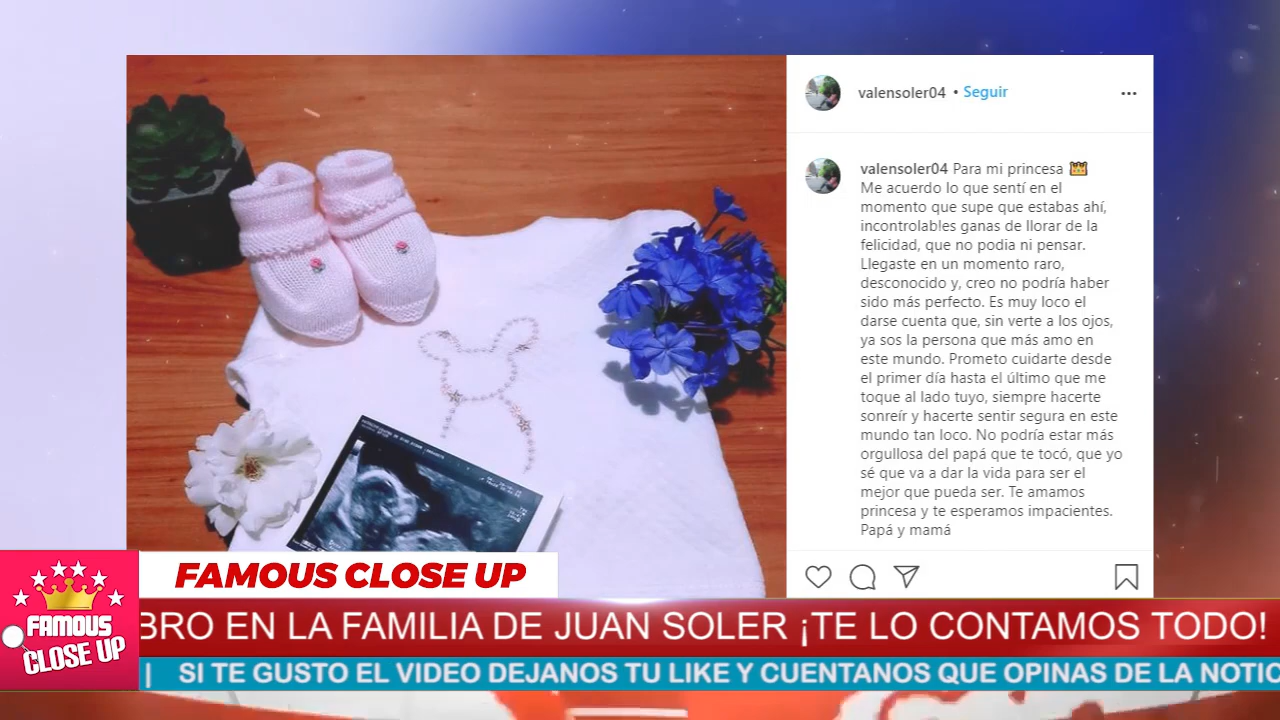 valensoler04 • Seguir
valensoler04 Para mi princesa
Me acuerdo lo que sentí en el
momento que supe que estabas ahí,
incontrolables ganas de llorar de la
felicidad, que no podia ni pensar.
Llegaste en un momento raro,
desconocido y, creo no podría haber
sido más perfecto. Es muy loco el
darse cuenta que, sin verte a los ojos,
ya sos la persona que más amo en
este mundo. Prometo cuidarte desde
el primer día hasta el último que me
toque al lado tuyo, siempre hacerte
sonreír y hacerte sentir segura en este
mundo tan loco. No podría estar más
orgullosa del papá que te tocó, que yo
sé que va a dar la vida para ser el
mejor que pueda ser. Te amamos
princesa y te esperamos impacientes.
Papá y mamá
FAMOUS CLOSE UP
FAMOUS
CLOSE UP
BRO EN LA FAMILIA DE JUAN SOLER ¡TE LO CONTAMOS TODO!
| SI TE GUSTO EL VIDEO DEJANOS TU LIKE Y CUENTANOS QUE OPINAS DE LA NOTIC